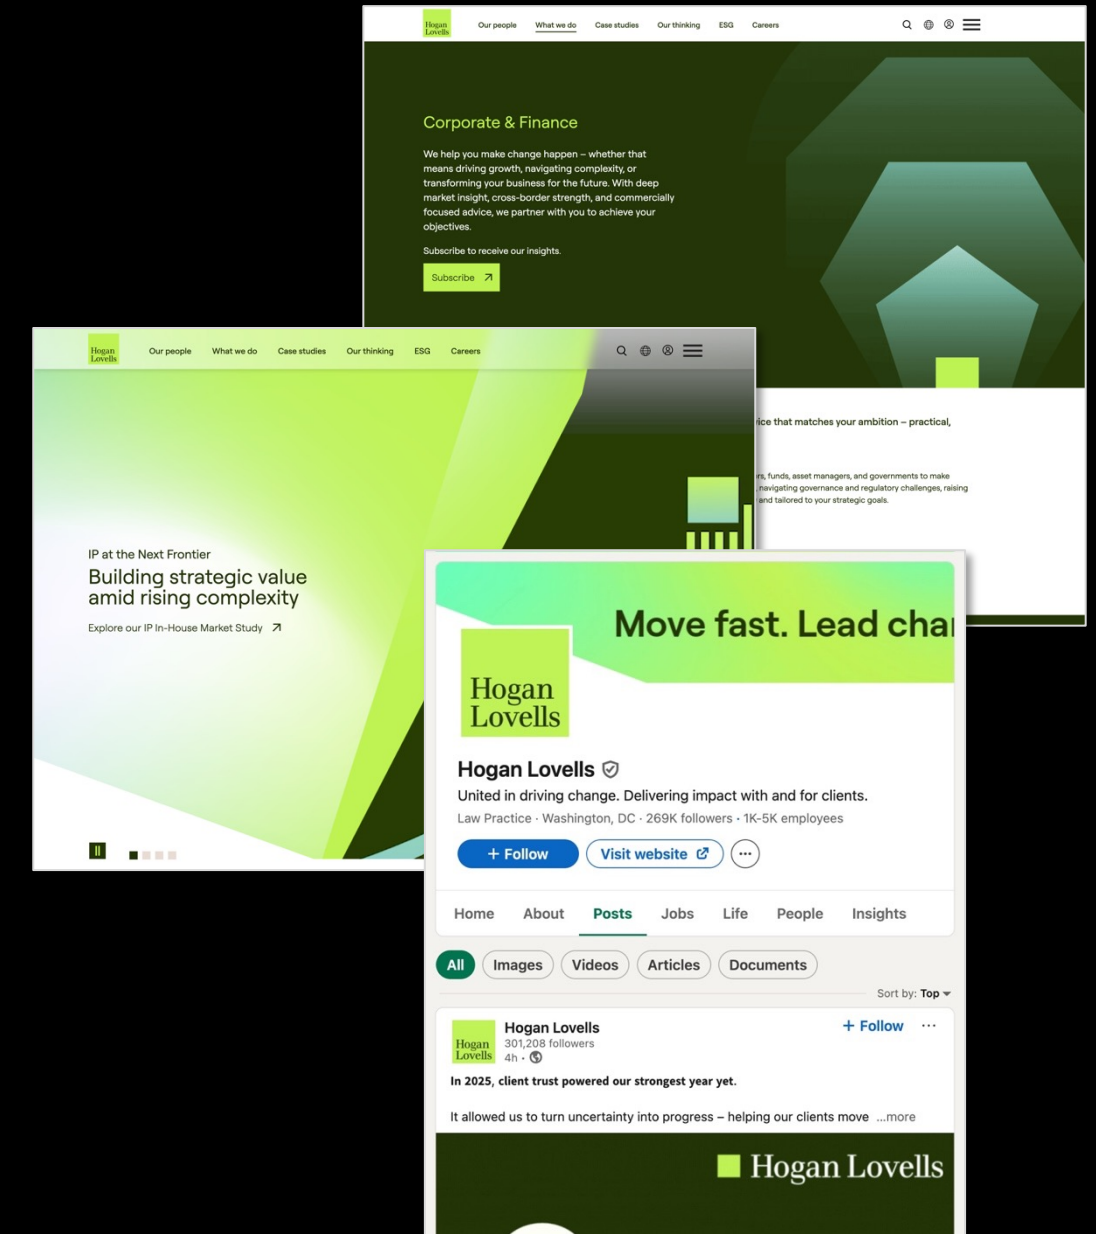 Hogan
Lovells
Our people
What we do
Case studies
Our thinking
ESG
Careers
Corporate & Finance
We help you make change happen – whether that
means driving growth, navigating complexity, or
transforming your business for the future. With deep
market insight, cross-border strength, and commercially
focused advice, we partner with you to achieve your
objectives.
Subscribe to receive our insights.
Subscribe
that matches your ambition – practical,
funds, asset managers, and governments to make
navigating governance and regulatory challenges, raising
and tailored to your strategic goals.
Hogan
Lovells
Our people
What we do
Case studies
Our thinking
ESG
Careers
IP at the Next Frontier
Building strategic value
amid rising complexity
Explore our IP In-House Market Study
Move fast. Lead
Hogan
Lovells
Hogan Lovells
United in driving change. Delivering impact with and for clients.
Law Practice · Washington, DC · 269K followers · 1K-5K employees
+ Follow
Visit website
Home
About
Posts
Jobs
Life
People
Insights
All
Images
Videos
Articles
Documents
Sort by: Top
Hogan
Lovells
Hogan Lovells
301,208 followers
4h ·
+ Follow
In 2025, client trust powered our strongest year yet.
It allowed us to turn uncertainty into progress – helping our clients move ...more
Hogan Lovells